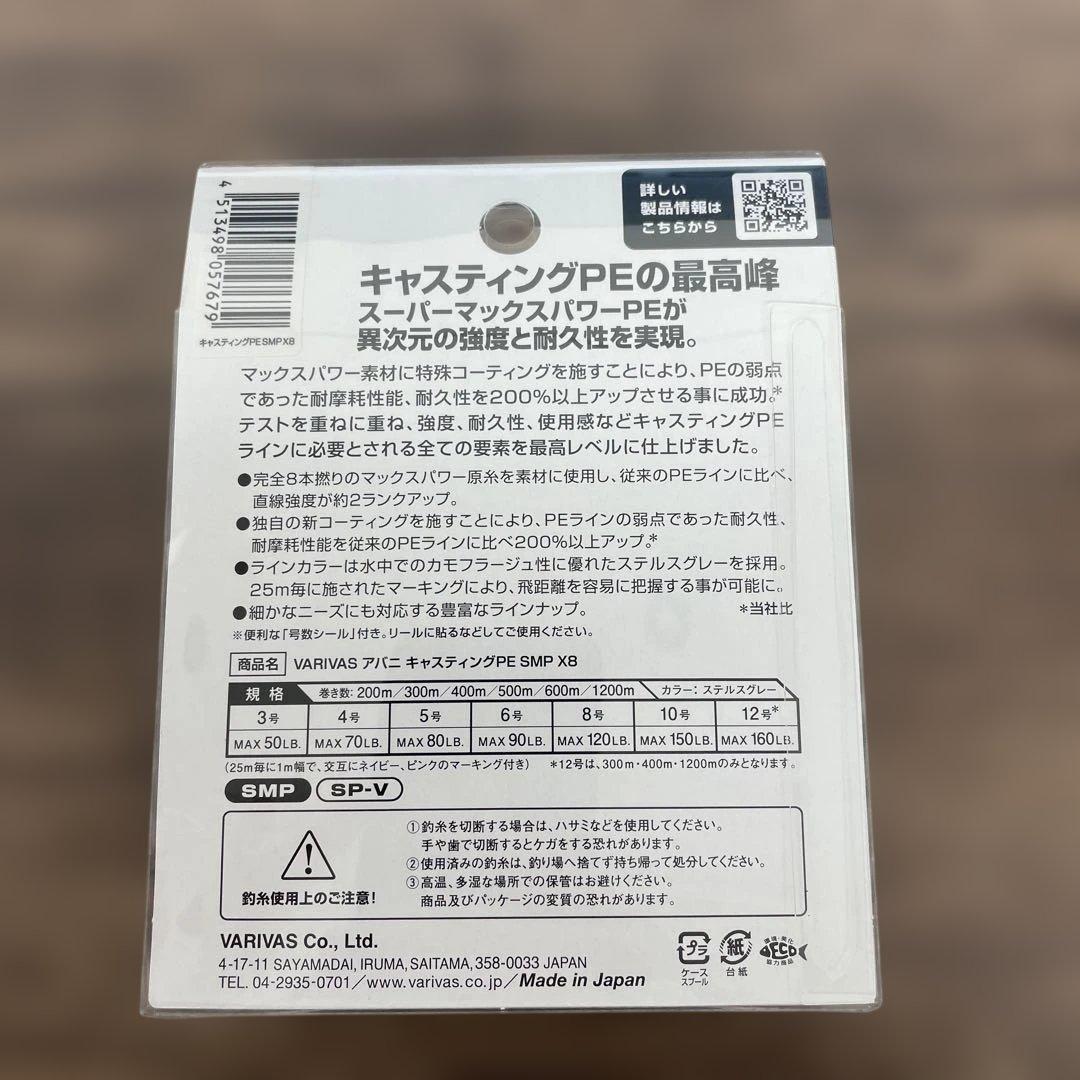 4 513498 057679
キャスティングPE SMP X8
詳しい
製品情報は
こちらから
キャスティングPEの最高峰
スーパーマックスパワーPEが
異次元の強度と耐久性を実現。
マックスパワー素材に特殊コーティングを施すことにより、PEの弱点
であった耐摩耗性能、耐久性を200%以上アップさせる事に成功。*
テストを重ねに重ね、強度、耐久性、使用感などキャスティングPE
ラインに必要とされる全ての要素を最高レベルに仕上げました。
●完全8本撚りのマックスパワー原糸を素材に使用し、従来のPEラインに比べ、
直線強度が約2ランクアップ。
●独自の新コーティングを施すことにより、PEラインの弱点であった耐久性、
耐摩耗性能を従来のPEラインに比べ200%以上アップ。*
●ラインカラーは水中でのカモフラージュ性に優れたステルスグレーを採用。
25m毎に施されたマーキングにより、飛距離を容易に把握する事が可能に。
●細かなニーズにも対応する豊富なラインナップ。 *当社比
※便利な「号数シール」付き。リールに貼るなどしてご使用ください。
商品名 VARIVAS アバニ キャスティングPE SMP X8
規格 巻き数：200m／300m／400m／500m／600m／1200m カラー：ステルスグレー
3号 4号 5号 6号 8号 10号 12号*
MAX 50LB. MAX 70LB. MAX 80LB. MAX 90LB. MAX 120LB. MAX 150LB. MAX 160LB.
(25m毎に1m幅で、交互にネイビー、ピンクのマーキング付き) *12号は、300m・400m・1200mのみとなります。
SMP SP-V
釣糸使用上のご注意!
①釣糸を切断する場合は、ハサミなどを使用してください。
手や歯で切断するとケガをする恐れがあります。
②使用済みの釣糸は、釣り場へ捨てず持ち帰って処分してください。
③高温、多湿な場所での保管はお避けください。
商品及びパッケージの変質の恐れがあります。
VARIVAS Co., Ltd.
4-17-11 SAYAMADAI, IRUMA, SAITAMA, 358-0033 JAPAN
TEL. 04-2935-0701／www.varivas.co.jp／Made in Japan
プラ
ケース
スプール
紙
台紙
環境・美化
ECO
協力商品